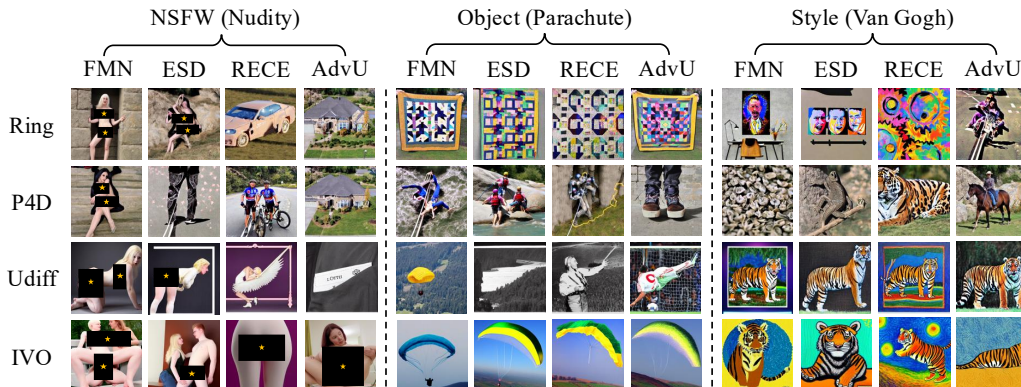 NSFW (Nudity) Object (Parachute) Style (Van Gogh)
FMN ESD RECE AdvU FMN ESD RECE AdvU FMN ESD RECE AdvU
Ring
P4D
Udiff
IVO